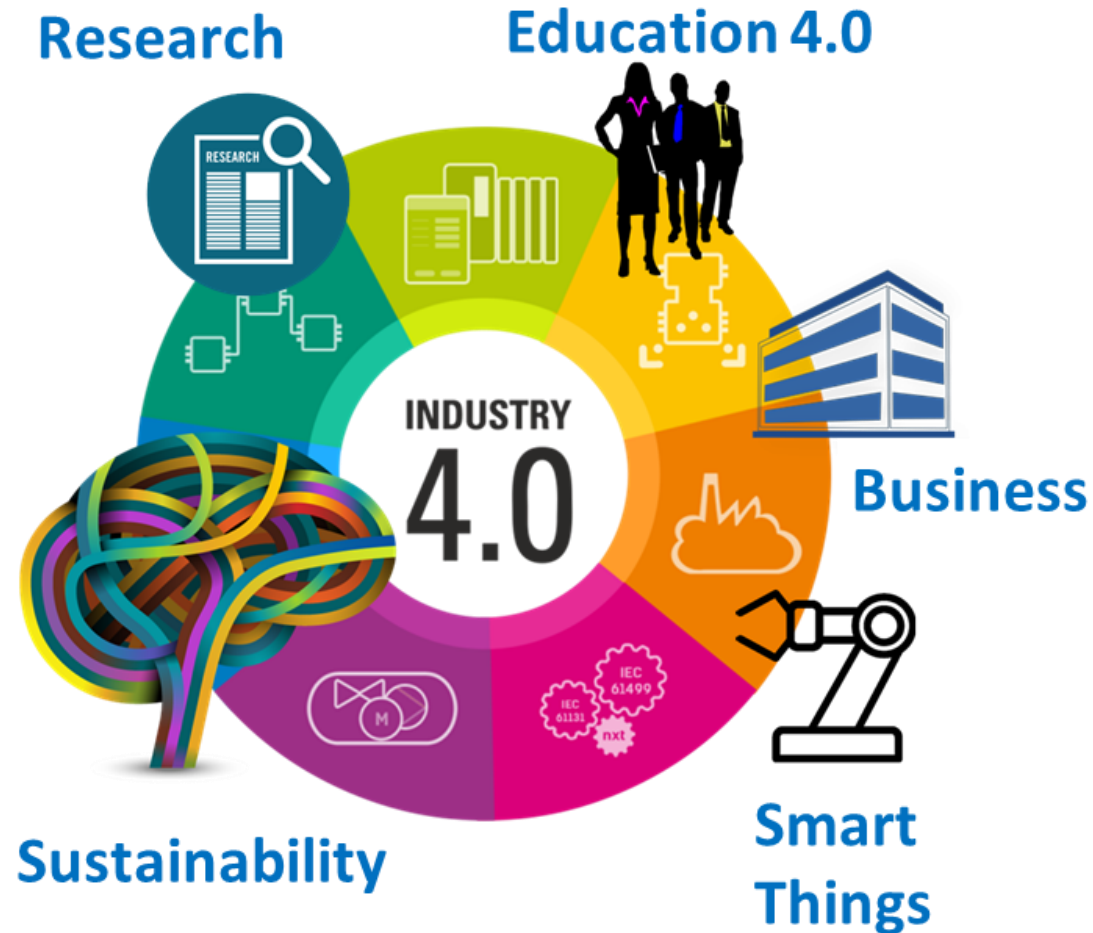 Research
Education 4.0
RESEARCH
INDUSTRY
4.0
Business
IEC
61499
IEC
61131
nxt
M
Smart
Things
Sustainability